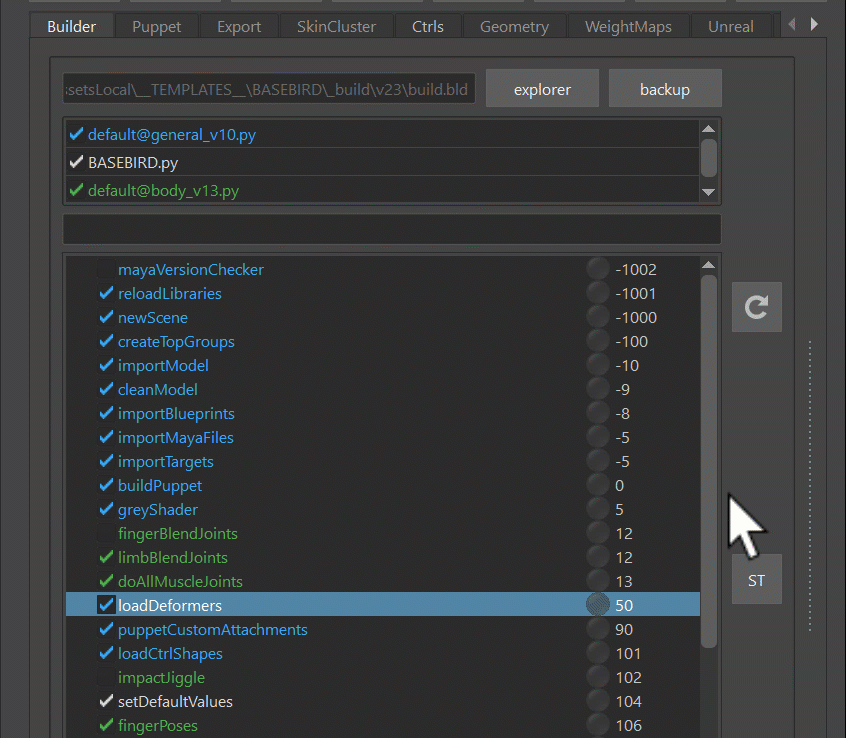 Builder Puppet Export SkinCluster Ctrls Geometry WeightMaps Unreal
setsLocal\__TEMPLATES__\BASEBIRD\_build\v23\build.bld explorer backup
default@general_v10.py
BASEBIRD.py
default@body_v13.py
mayaVersionChecker -1002
reloadLibraries -1001
newScene -1000
createTopGroups -100
importModel -10
cleanModel -9
importBlueprints -8
importMayaFiles -5
importTargets -5
buildPuppet 0
greyShader 5
fingerBlendJoints 12
limbBlendJoints 12
doAllMuscleJoints 13
ST
loadDeformers 50
puppetCustomAttachments 90
loadCtrlShapes 101
impactJiggle 102
setDefaultValues 104
fingerPoses 106